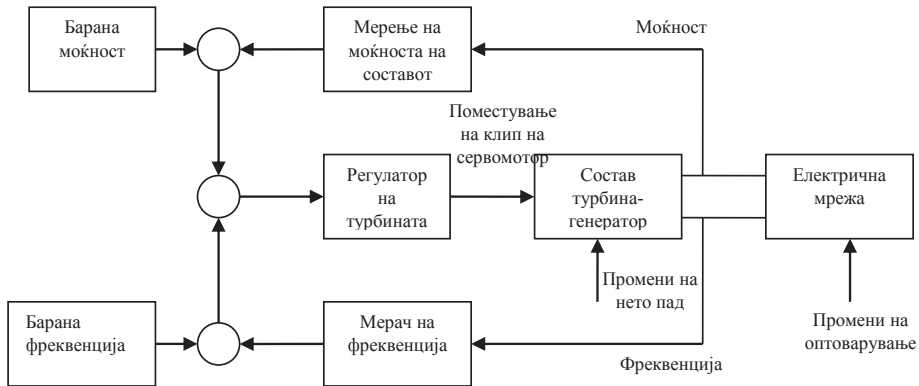 Барана
моќност
Мерење на
моќноста на
составот
Моќност
Поместување
на клип на
сервомотор
Регулатор
на
турбината
Состав
турбина-
генератор
Електрична
мрежа
Промени на
нето пад
Барана
фреквенција
Мерач на
фреквенција
Фреквенција
Промени на
оптоварување